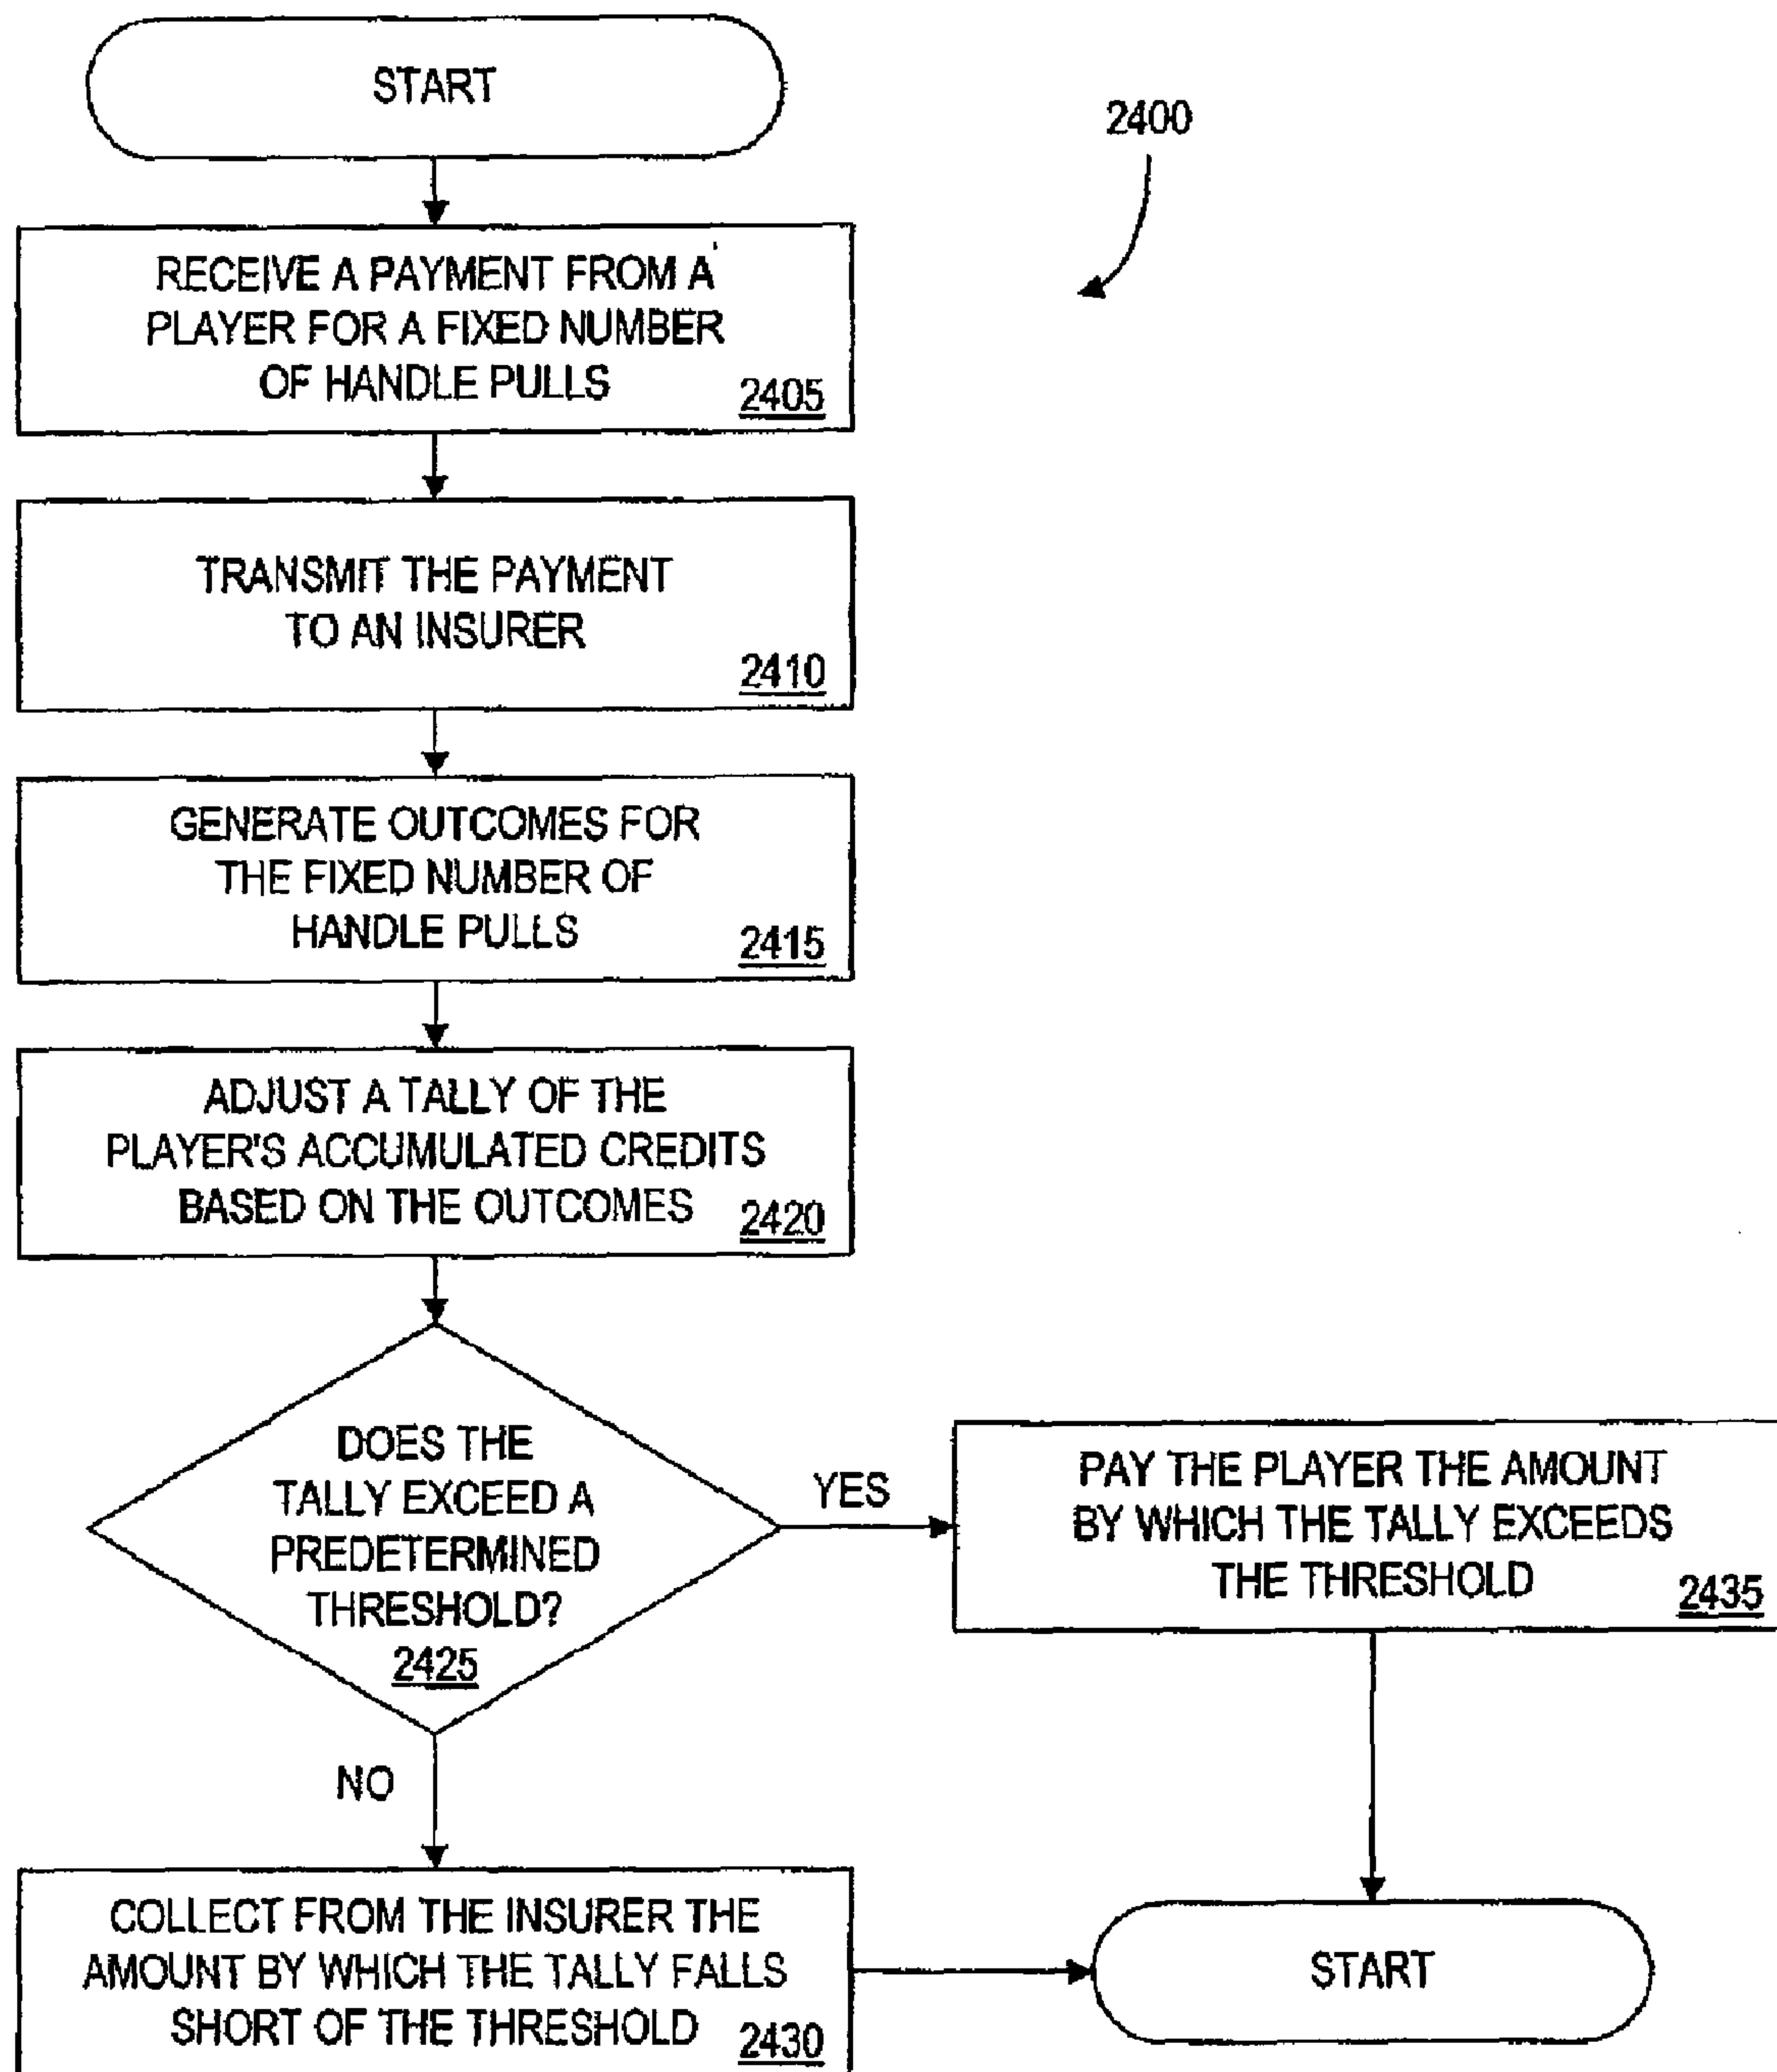 START
2400
RECEIVE A PAYMENT FROM A
PLAYER FOR A FIXED NUMBER
OF HANDLE PULLS
2405
TRANSMIT THE PAYMENT
TO AN INSURER
2410
GENERATE OUTCOMES FOR
THE FIXED NUMBER OF
HANDLE PULLS
2415
ADJUST A TALLY OF THE
PLAYER'S ACCUMULATED CREDITS
BASED ON THE OUTCOMES
2420
DOES THE
TALLY EXCEED A
PREDETERMINED
THRESHOLD?
2425
YES
PAY THE PLAYER THE AMOUNT
BY WHICH THE TALLY EXCEEDS
THE THRESHOLD
2435
NO
COLLECT FROM THE INSURER THE
AMOUNT BY WHICH THE TALLY FALLS
SHORT OF THE THRESHOLD
2430
START